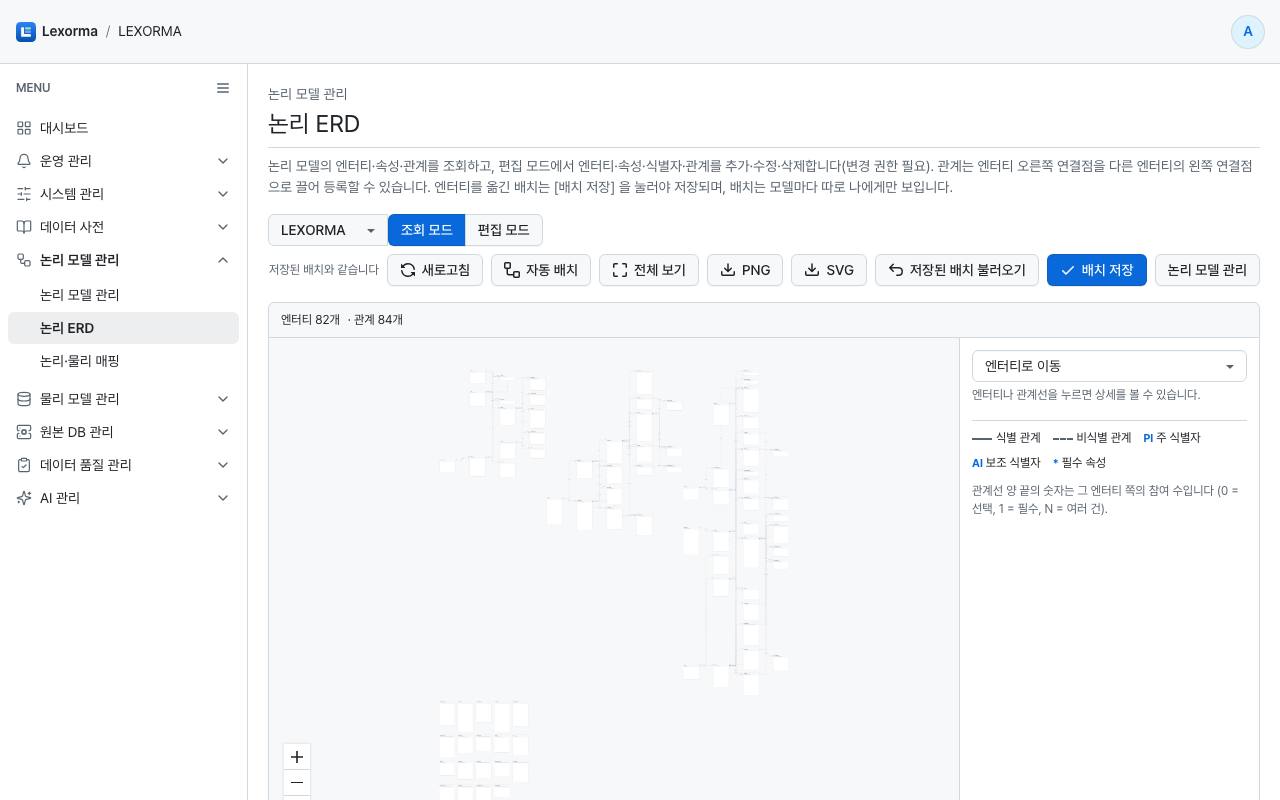 Lexorma / LEXORMA
A
MENU
대시보드
운영 관리
시스템 관리
데이터 사전
논리 모델 관리
논리 모델 관리
논리 ERD
논리·물리 매핑
물리 모델 관리
원본 DB 관리
데이터 품질 관리
AI 관리
논리 모델 관리
논리 ERD
논리 모델의 엔터티·속성·관계를 조회하고, 편집 모드에서 엔터티·속성·식별자·관계를 추가·수정·삭제합니다(변경 권한 필요). 관계는 엔터티 오른쪽 연결점을 다른 엔터티의 왼쪽 연결점
으로 끌어 등록할 수 있습니다. 엔터티를 옮긴 배치는 [배치 저장] 을 눌러야 저장되며, 배치는 모델마다 따로 나에게만 보입니다.
LEXORMA 조회 모드 편집 모드
저장된 배치와 같습니다 새로고침 자동 배치 전체 보기 PNG SVG 저장된 배치 불러오기 배치 저장 논리 모델 관리
엔터티 82개 · 관계 84개
엔터티로 이동
엔터티나 관계선을 누르면 상세를 볼 수 있습니다.
식별 관계 비식별 관계 PI 주 식별자
AI 보조 식별자 * 필수 속성
관계선 양 끝의 숫자는 그 엔터티 쪽의 참여 수입니다 (0 =
선택, 1 = 필수, N = 여러 건).